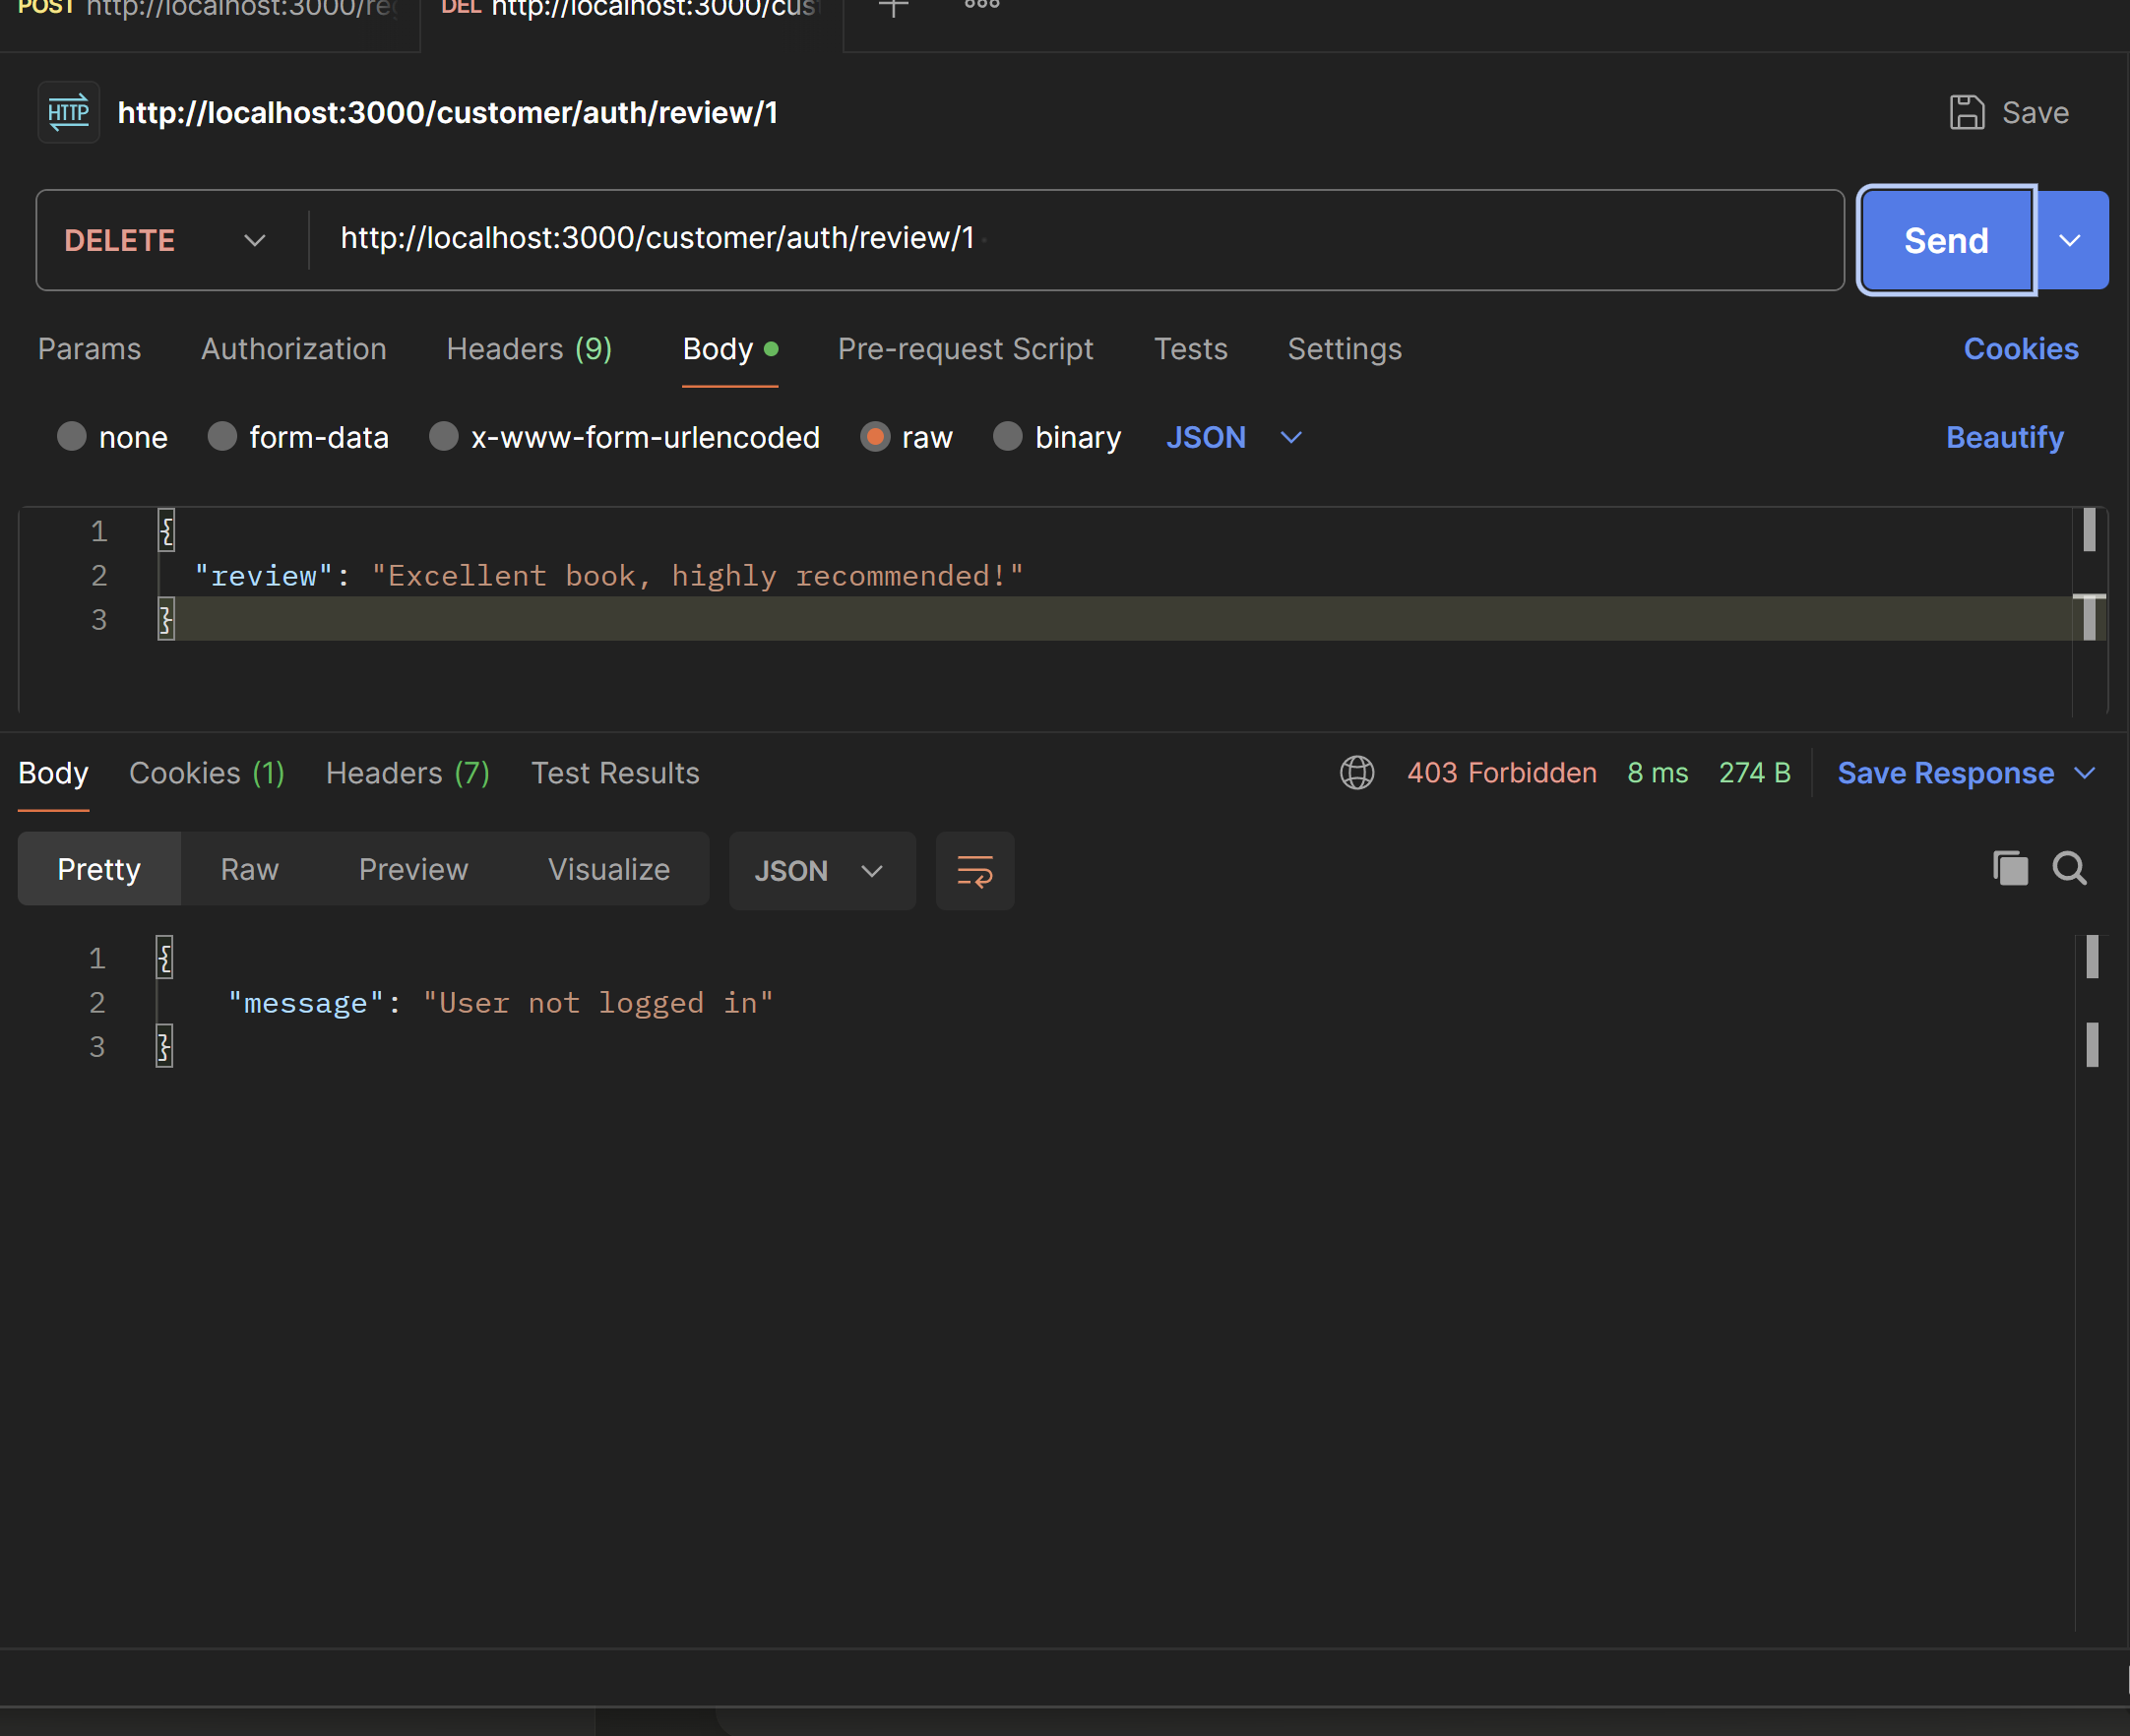 POST http://localhost:3000/reg DEL http://localhost:3000/cus
HTTP http://localhost:3000/customer/auth/review/1 Save
DELETE http://localhost:3000/customer/auth/review/1 Send
Params Authorization Headers (9) Body Pre-request Script Tests Settings Cookies
none form-data x-www-form-urlencoded raw binary JSON Beautify
1 {
2 "review": "Excellent book, highly recommended!"
3 }
Body Cookies (1) Headers (7) Test Results 403 Forbidden 8 ms 274 B Save Response
Pretty Raw Preview Visualize JSON
1 {
2 "message": "User not logged in"
3 }